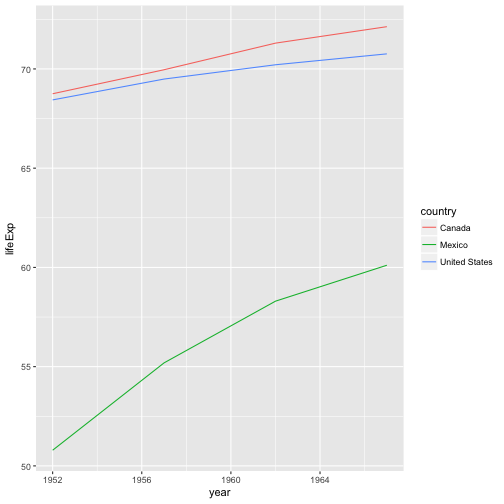 lifeExp
70
65
60
55
50
1952 1956 1960 1964
year
country
Canada
Mexico
United States